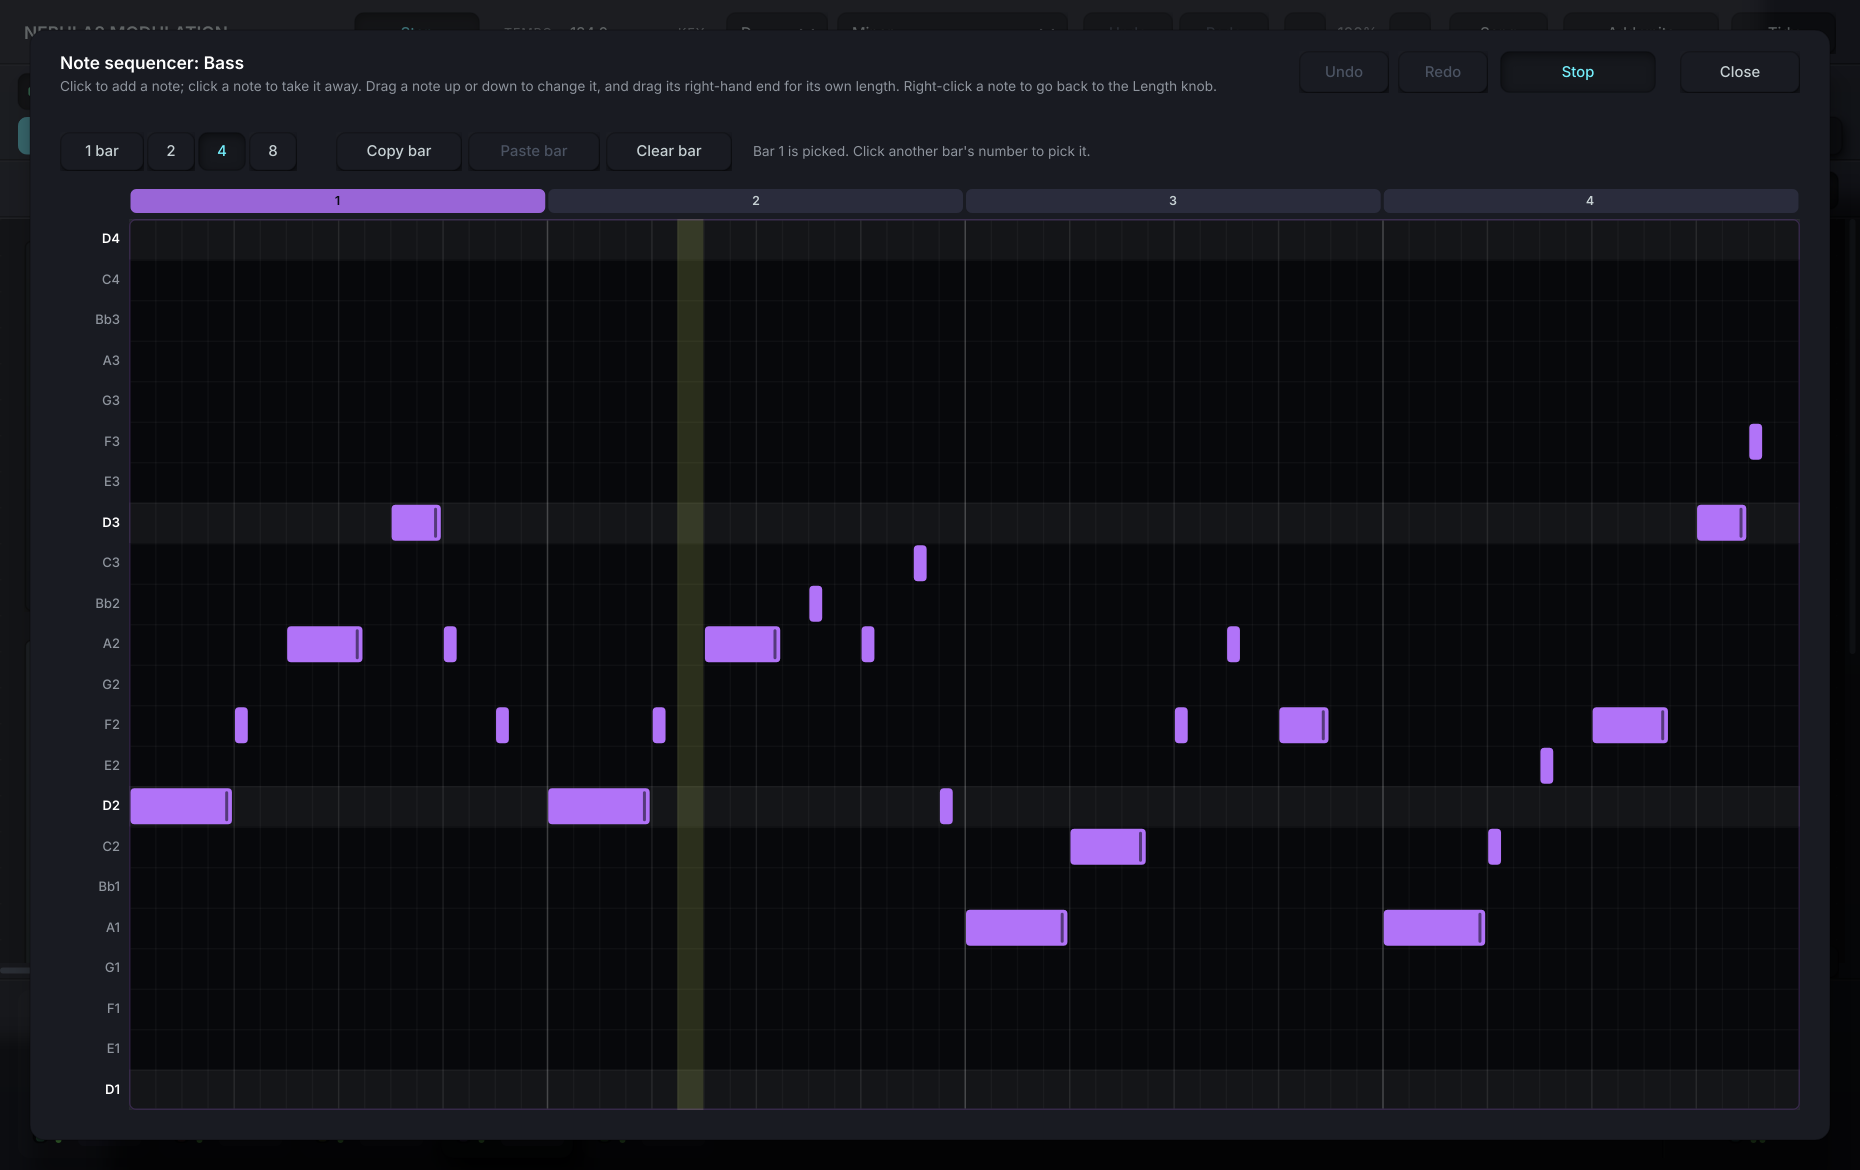 NEBULAS MODULATION
Note sequencer: Bass
Click to add a note; click a note to take it away. Drag a note up or down to change it, and drag its right-hand end for its own length. Right-click a note to go back to the Length knob.
Undo
Redo
Stop
Close
1 bar
2
4
8
Copy bar
Paste bar
Clear bar
Bar 1 is picked. Click another bar's number to pick it.
1
2
3
4
D4
C4
Bb3
A3
G3
F3
E3
D3
C3
Bb2
A2
G2
F2
E2
D2
C2
Bb1
A1
G1
F1
E1
D1